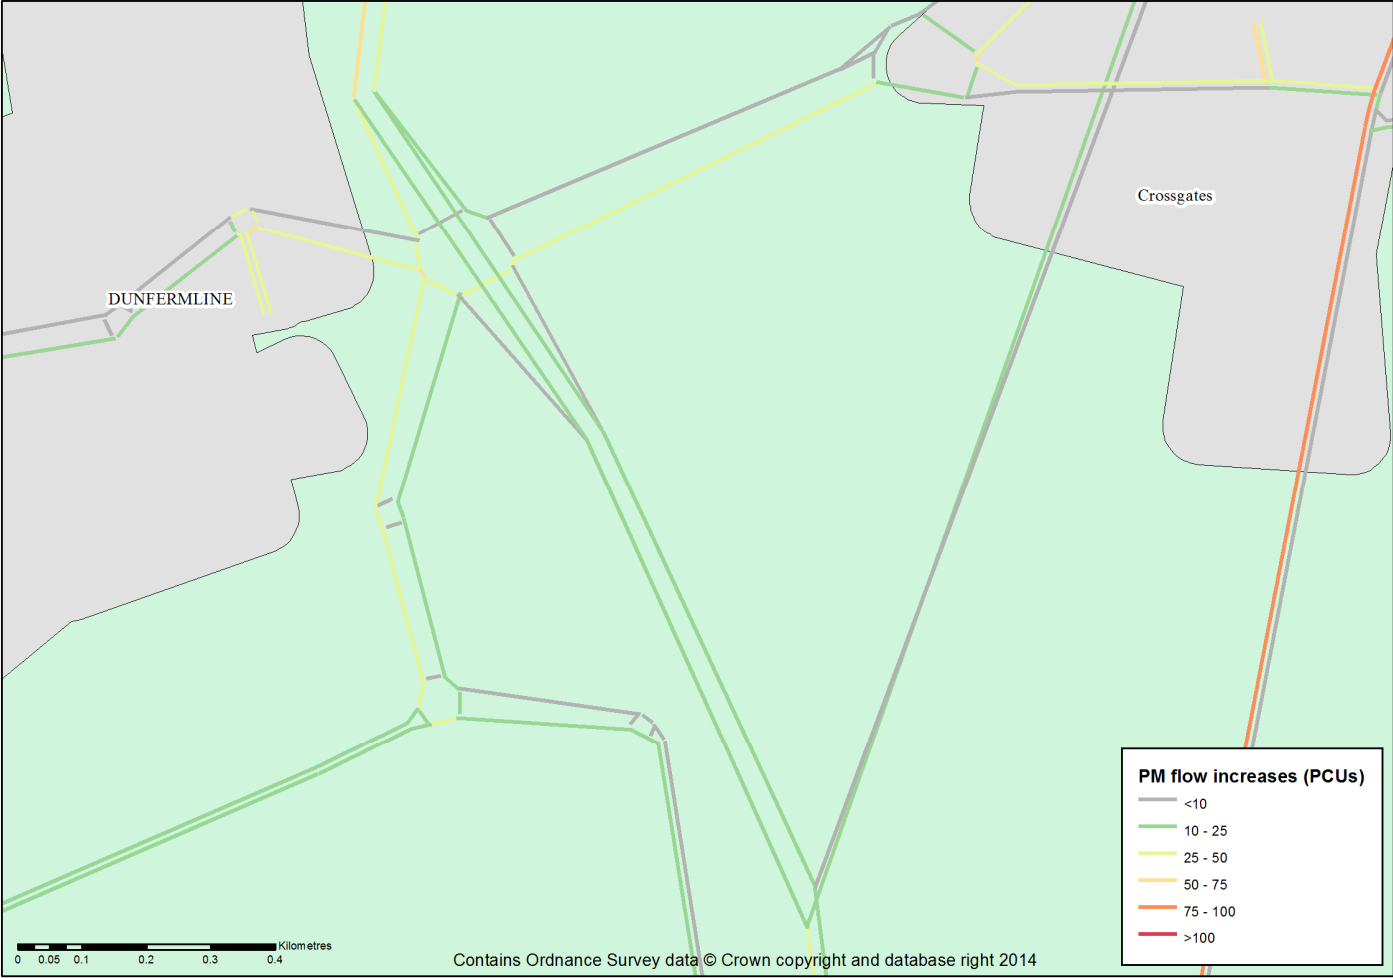 Crossgates
DUNFERMLINE
PM flow increases (PCUs)
<10
10 - 25
25 - 50
50 - 75
75 - 100
>100
Kilometres
0 0.05 0.1 0.2 0.3 0.4
Contains Ordnance Survey data © Crown copyright and database right 2014